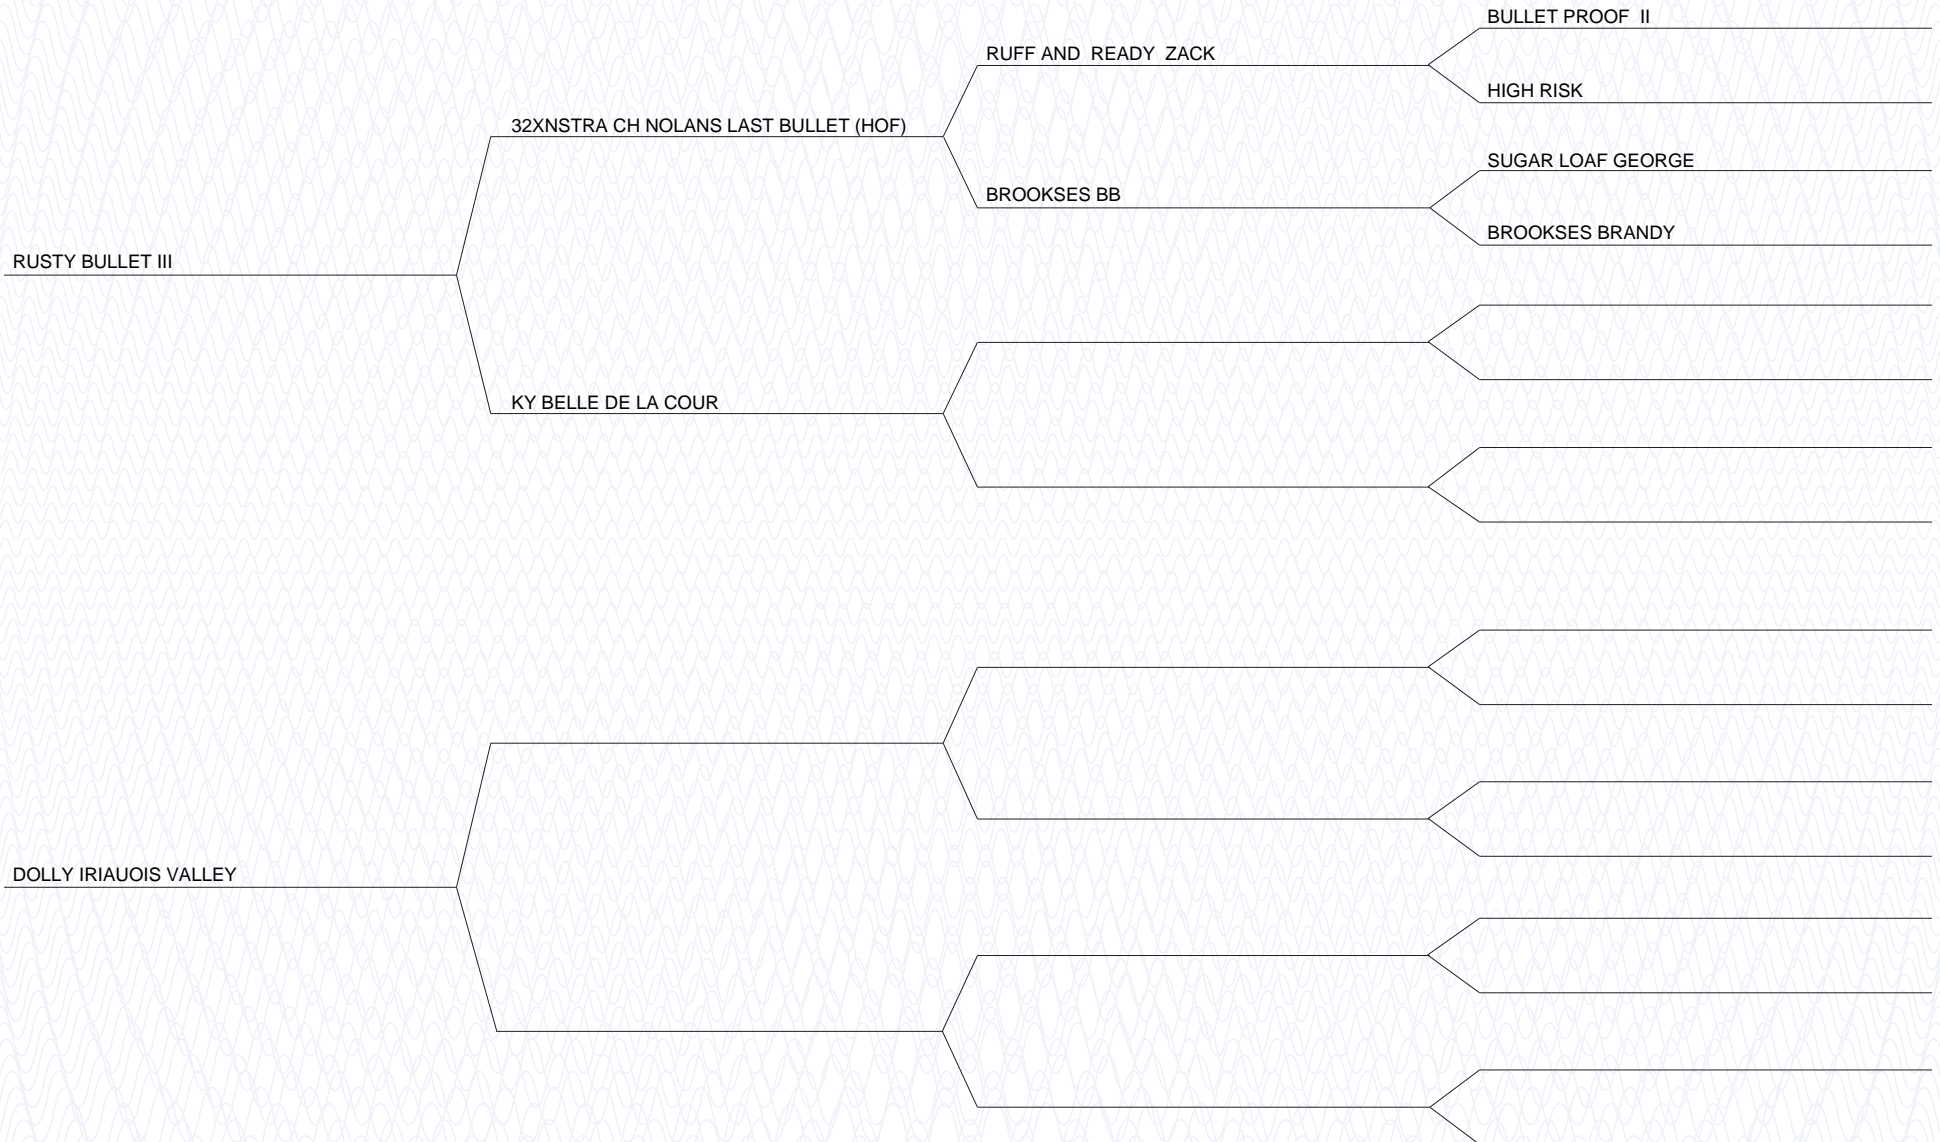 BULLET PROOF  II
RUFF AND  READY  ZACK
HIGH RISK
32XNSTRA CH NOLANS LAST BULLET (HOF)
SUGAR LOAF GEORGE
BROOKSES BB
BROOKSES BRANDY
RUSTY BULLET III
KY BELLE DE LA COUR
DOLLY IRIAUOIS VALLEY